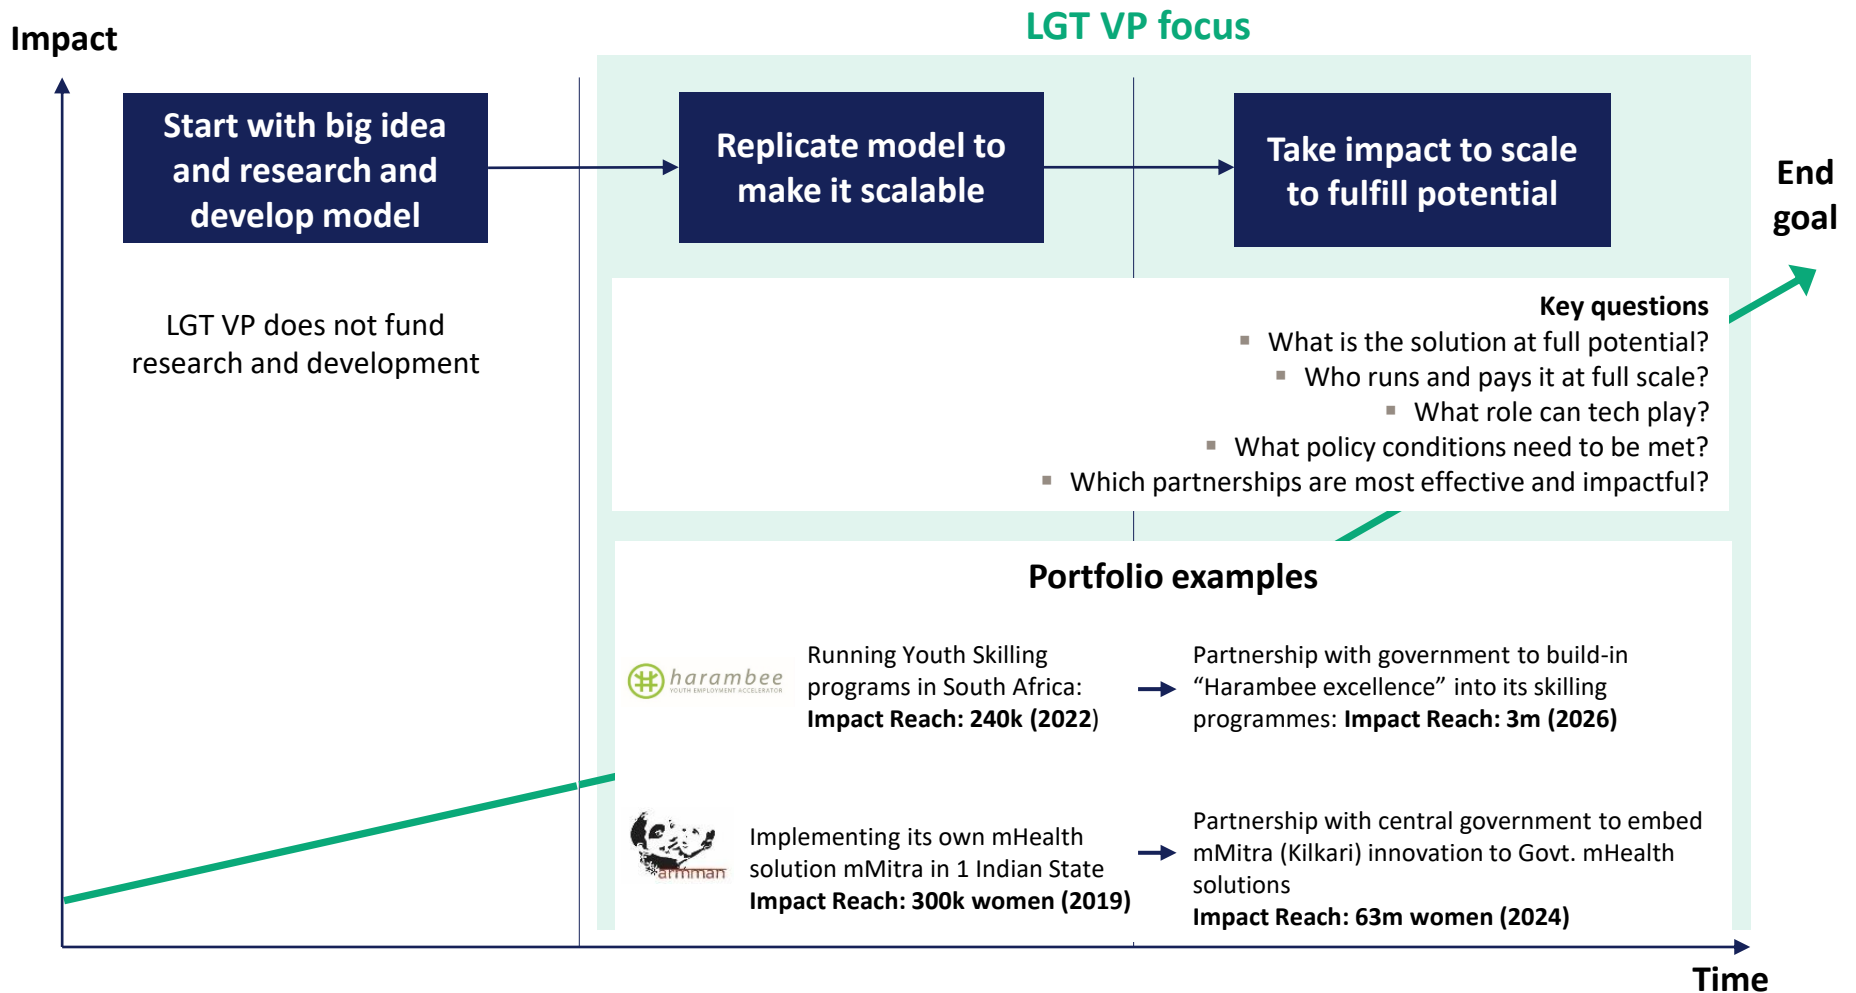 LGT VP focus
Impact
Start with big idea
and research and
develop model
Replicate model to
make it scalable
Take impact to scale
to fulfill potential
End
goal
LGT VP does not fund
research and development
Key questions
▪ What is the solution at full potential?
▪ Who runs and pays it at full scale?
▪ What role can tech play?
▪ What policy conditions need to be met?
▪ Which partnerships are most effective and impactful?
Portfolio examples
harambee
YOUTH EMPLOYMENT ACCELERATOR
Running Youth Skilling
programs in South Africa:
Impact Reach: 240k (2022)
Partnership with government to build-in
“Harambee excellence” into its skilling
programmes: Impact Reach: 3m (2026)
armman
Implementing its own mHealth
solution mMitra in 1 Indian State
Impact Reach: 300k women (2019)
Partnership with central government to embed
mMitra (Kilkari) innovation to Govt. mHealth
solutions
Impact Reach: 63m women (2024)
Time